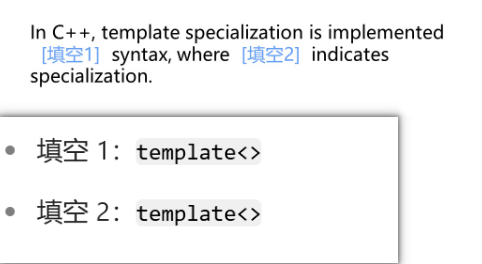 In C++, template specialization is implemented
[填空1] syntax, where [填空2] indicates
specialization.
• 填空 1：template<>
• 填空 2：template<>